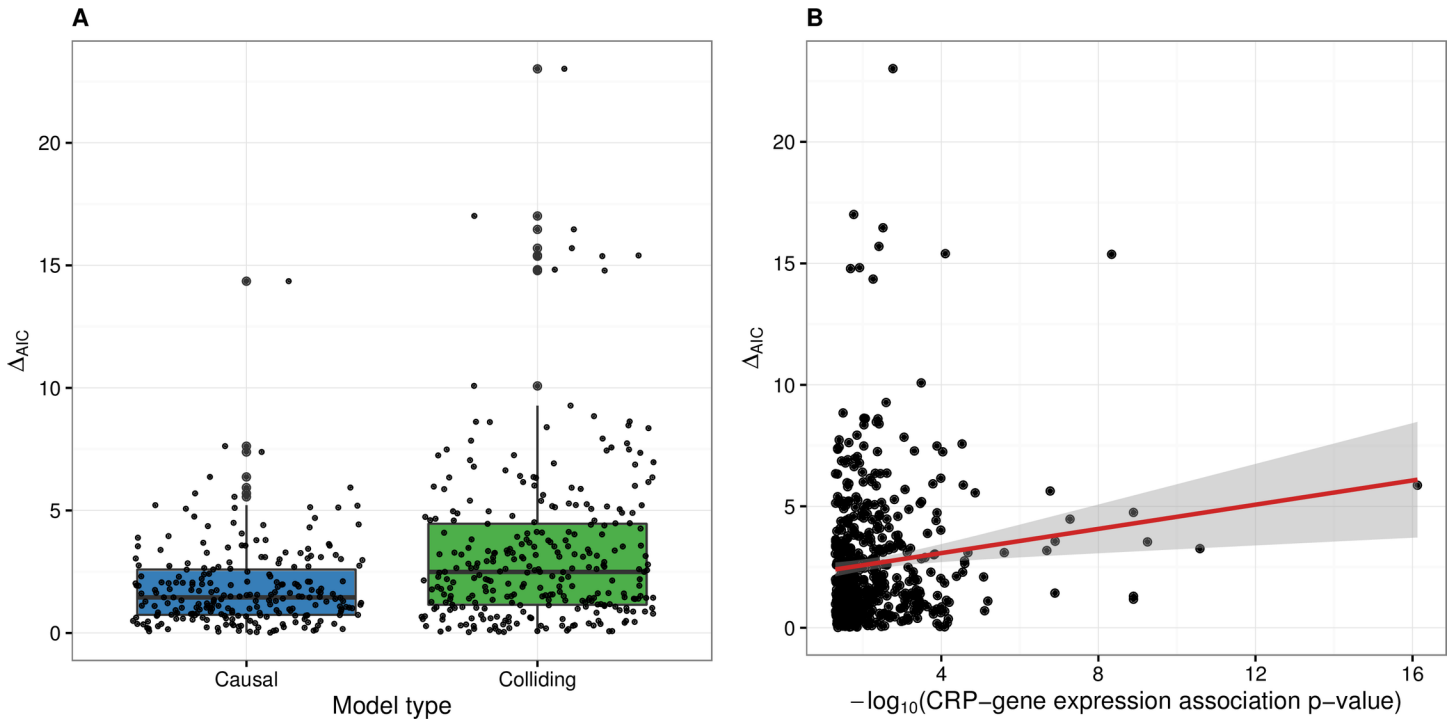 A
20
15
10
5
0
ΔAIC
Causal
Colliding
Model type
B
20
15
10
5
0
ΔAIC
4
8
12
16
−log10(CRP−gene expression association p−value)